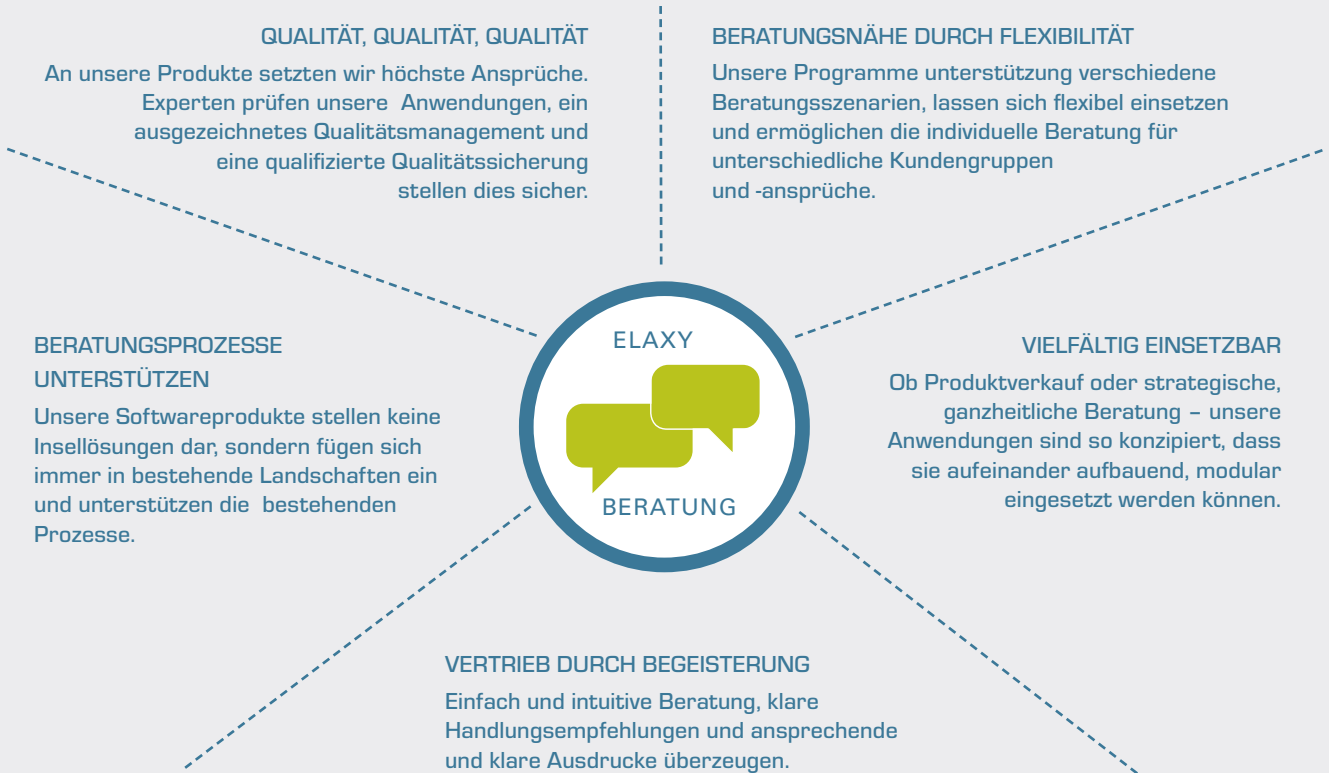 QUALITÄT, QUALITÄT, QUALITÄT
An unsere Produkte setzten wir höchste Ansprüche.
Experten prüfen unsere Anwendungen, ein
ausgezeichnetes Qualitätsmanagement und
eine qualifizierte Qualitätssicherung
stellen dies sicher.
BERATUNGSNÄHE DURCH FLEXIBILITÄT
Unsere Programme unterstützung verschiedene
Beratungsszenarien, lassen sich flexibel einsetzen
und ermöglichen die individuelle Beratung für
unterschiedliche Kundengruppen
und -ansprüche.
BERATUNGSPROZESSE
UNTERSTÜTZEN
Unsere Softwareprodukte stellen keine
Insellösungen dar, sondern fügen sich
immer in bestehende Landschaften ein
und unterstützen die bestehenden
Prozesse.
ELAXY
BERATUNG
VIELFÄLTIG EINSETZBAR
Ob Produktverkauf oder strategische,
ganzheitliche Beratung – unsere
Anwendungen sind so konzipiert, dass
sie aufeinander aufbauend, modular
eingesetzt werden können.
VERTRIEB DURCH BEGEISTERUNG
Einfach und intuitive Beratung, klare
Handlungsempfehlungen und ansprechende
und klare Ausdrucke überzeugen.